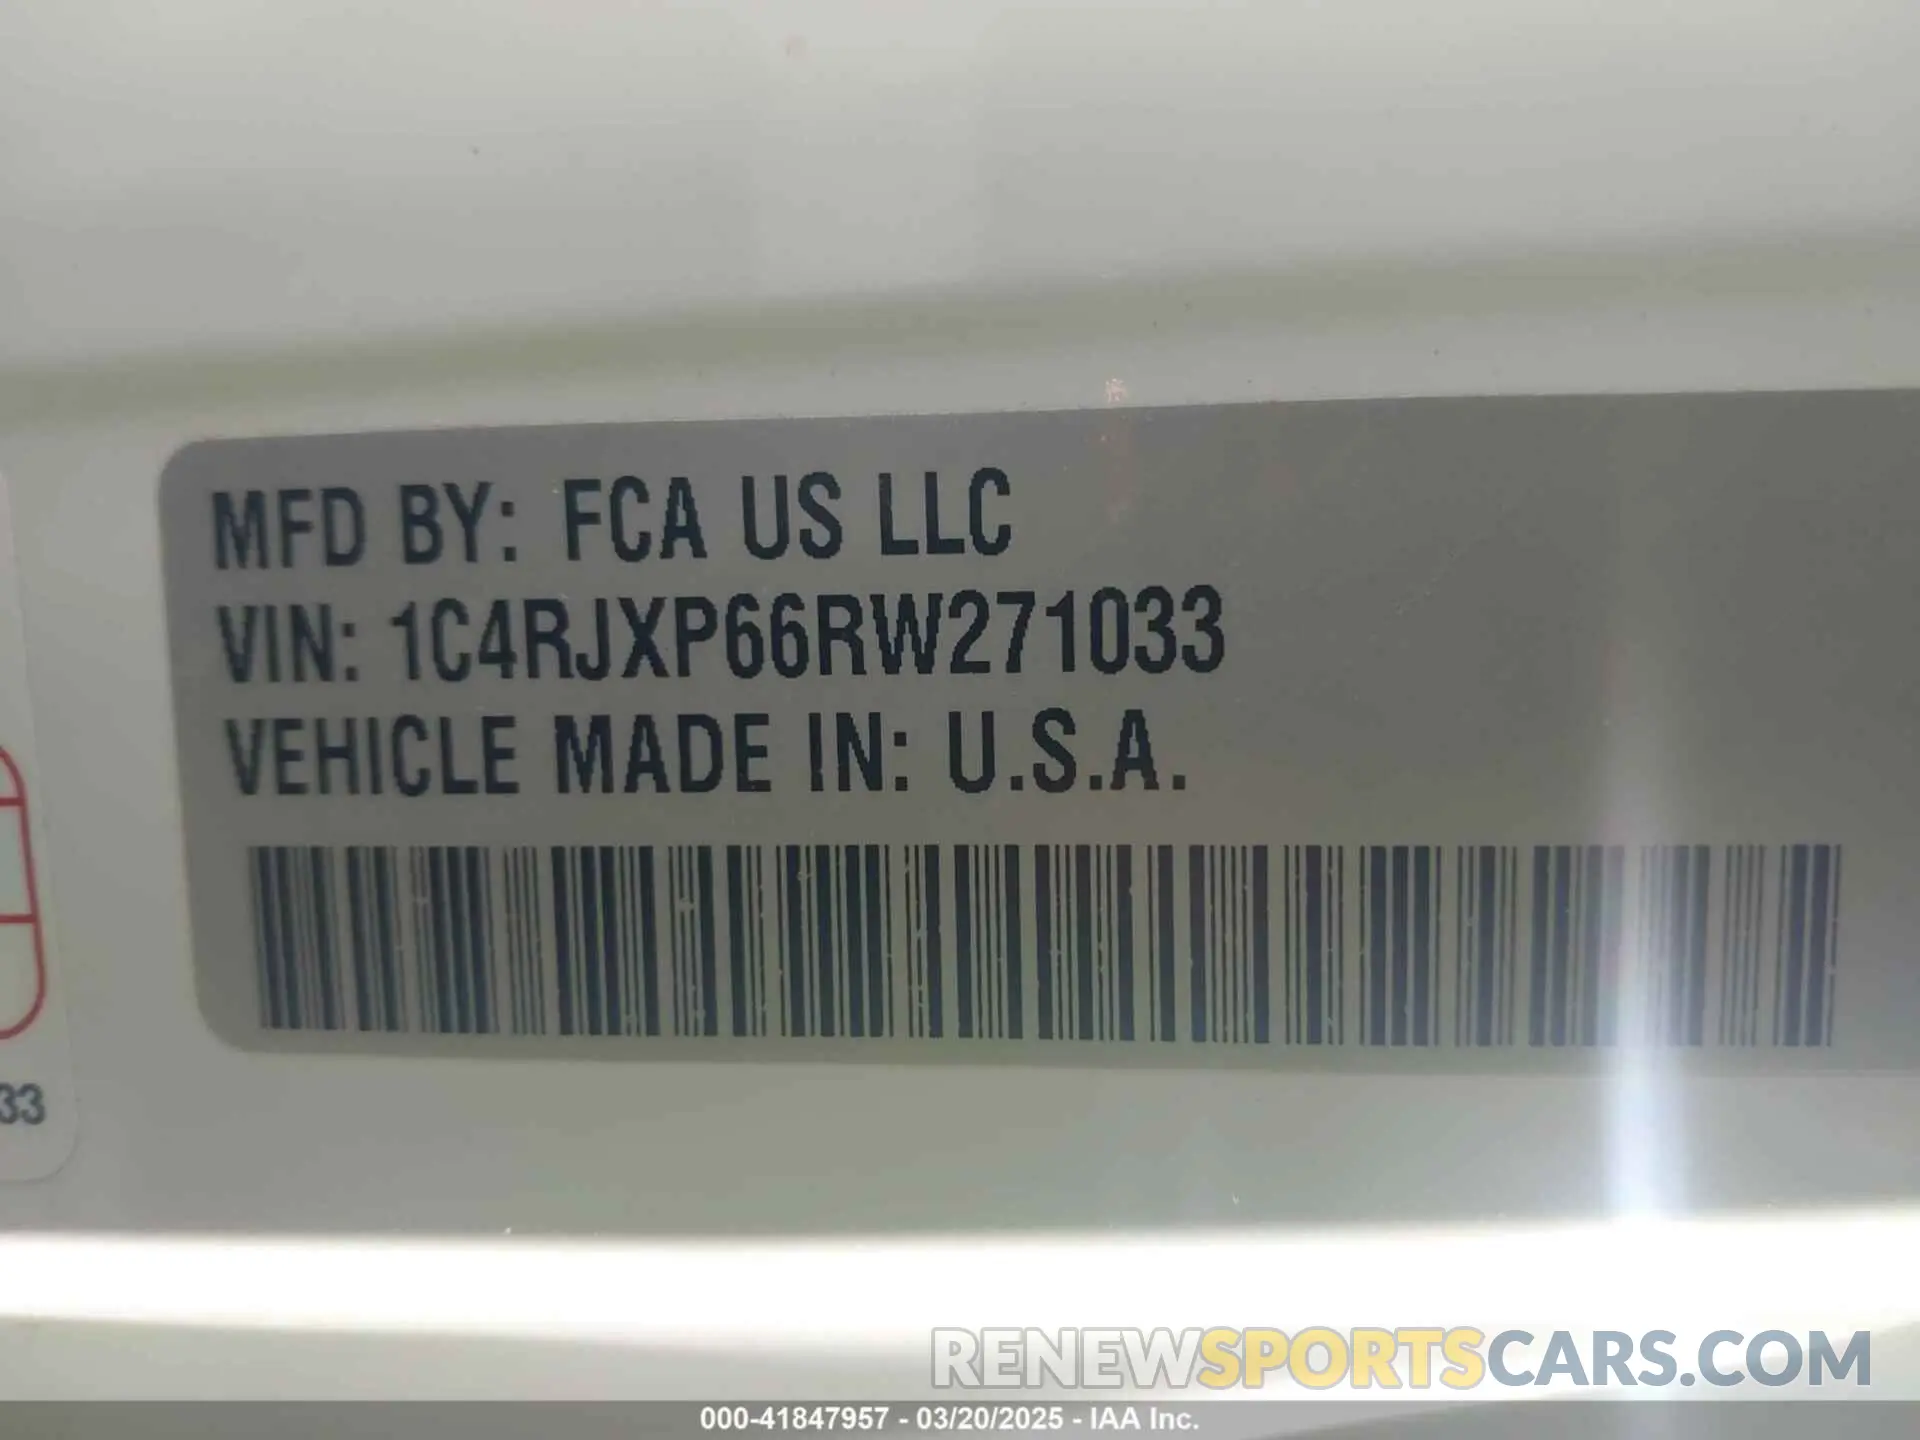 MFD BY: FCA US LLC
VIN: 1C4RJXP66RW271033
VEHICLE MADE IN: U.S.A.
33
RENEWSPORTSCARS.COM
000-41847957 - 03/20/2025 - IAA Inc.